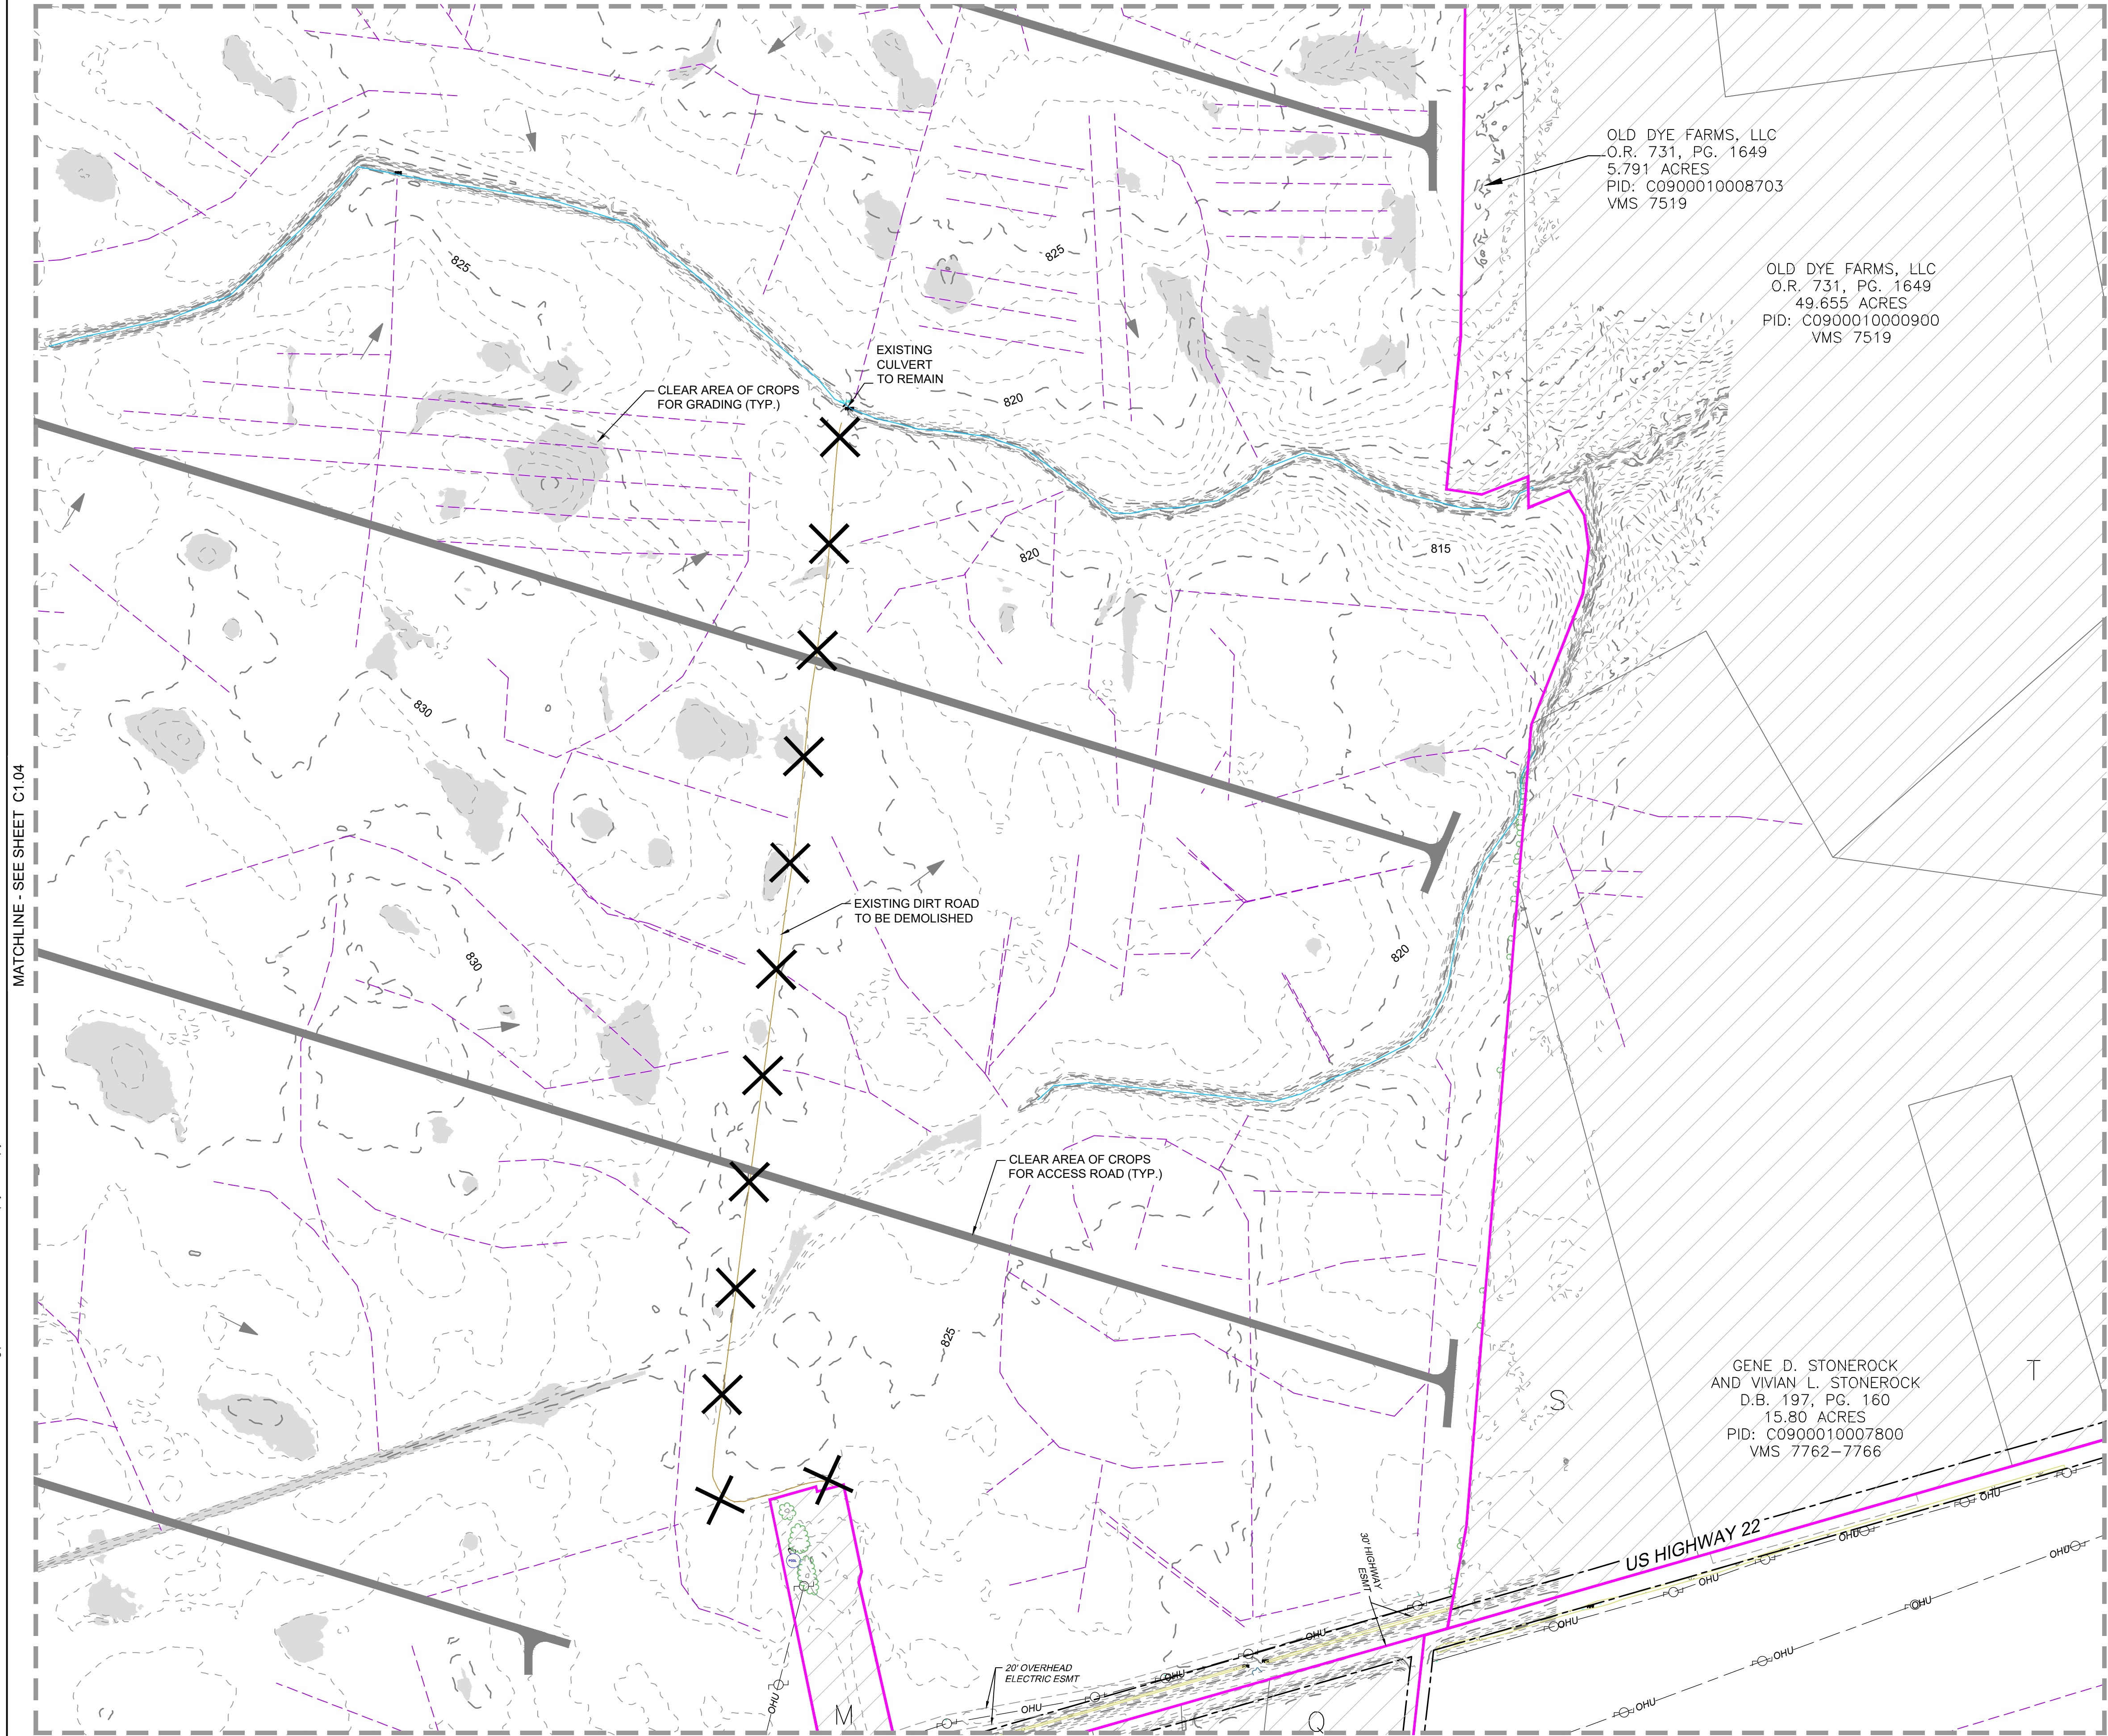 OLD DYE FARMS, LLC
O.R. 731, PG. 1649
5.791 ACRES
PID: C0900010008703
VMS 7519
OLD DYE FARMS, LLC
O.R. 731, PG. 1649
49.655 ACRES
PID: C0900010000900
VMS 7519
825
825
EXISTING
CULVERT
TO REMAIN
CLEAR AREA OF CROPS
FOR GRADING (TYP.)
820
820
815
830
MATCHLINE - SEE SHEET C1.04
EXISTING DIRT ROAD
TO BE DEMOLISHED
830
820
CLEAR AREA OF CROPS
FOR ACCESS ROAD (TYP.)
825
GENE D. STONEROCK
AND VIVIAN L. STONEROCK
D.B. 197, PG. 160
15.80 ACRES
PID: C0900010007800
VMS 7762-7766
S
T
US HIGHWAY 22
30' HIGHWAY
ESMT
20' OVERHEAD
ELECTRIC ESMT
OHU
OHU
OHU
OHU
OHU
OHU
OHU
OHU
OHU
OHU
OHU
OHU
M
Q